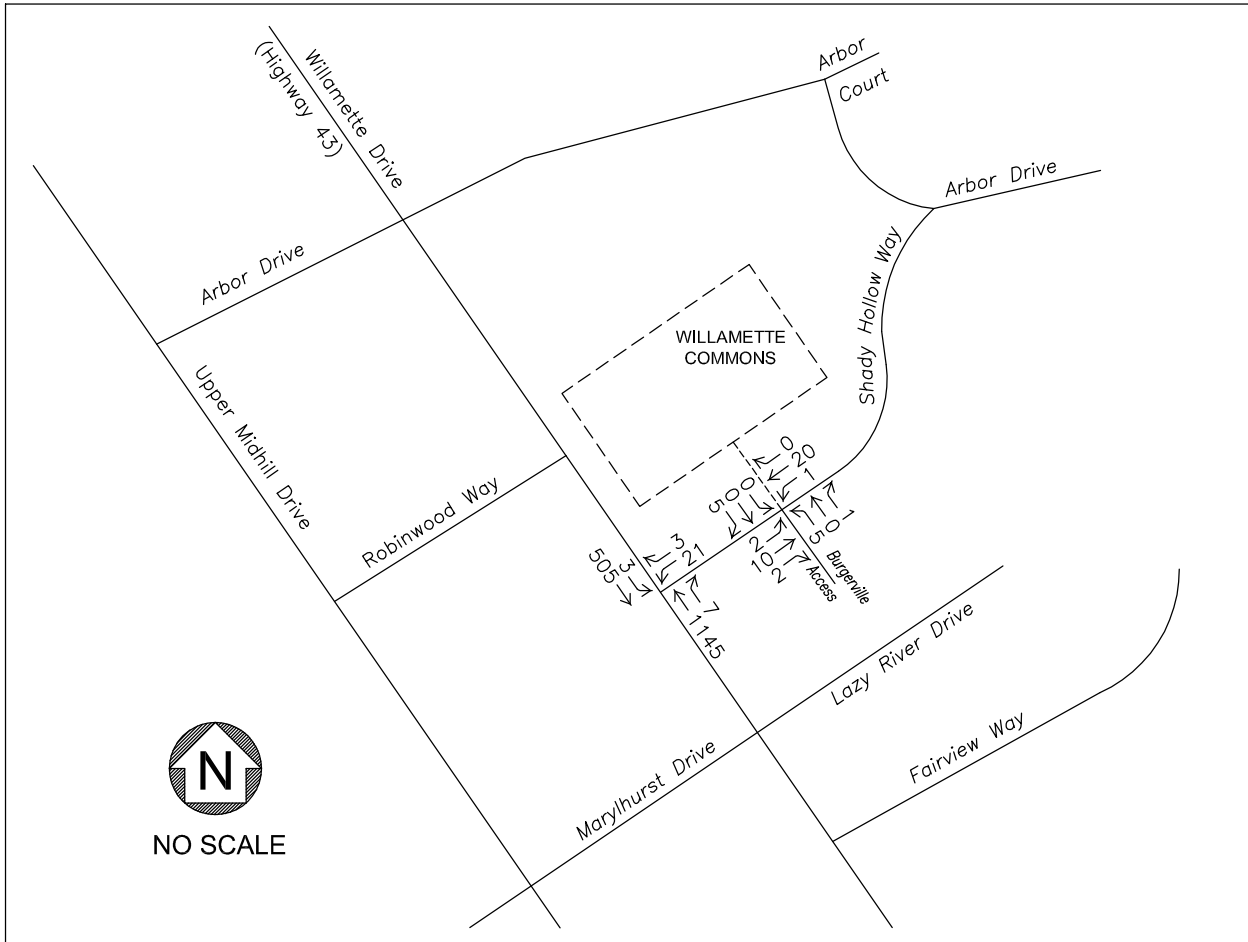 Arbor
Court
Willamette Drive
(Highway 43)
Arbor Drive
Arbor Drive
Shady Hollow Way
WILLAMETTE
COMMONS
Upper Midhill Drive
Robinwood Way
0
20
1
0
0
5
1
0
5
2
10
2
Burgerville
Access
3
21
3
505
7
1145
Lazy River Drive
Marylhurst Drive
Fairview Way
N
NO SCALE